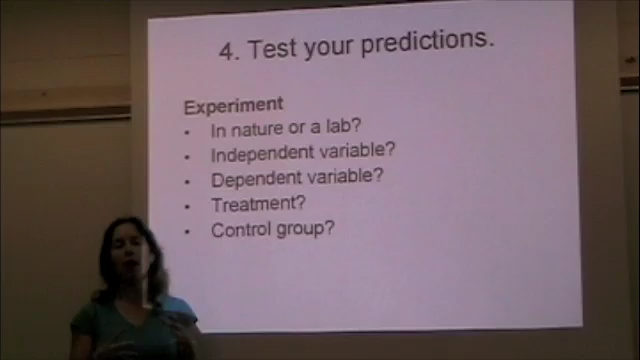 4. Test your predictions.
Experiment
• In nature or a lab?
• Independent variable?
• Dependent variable?
• Treatment?
• Control group?